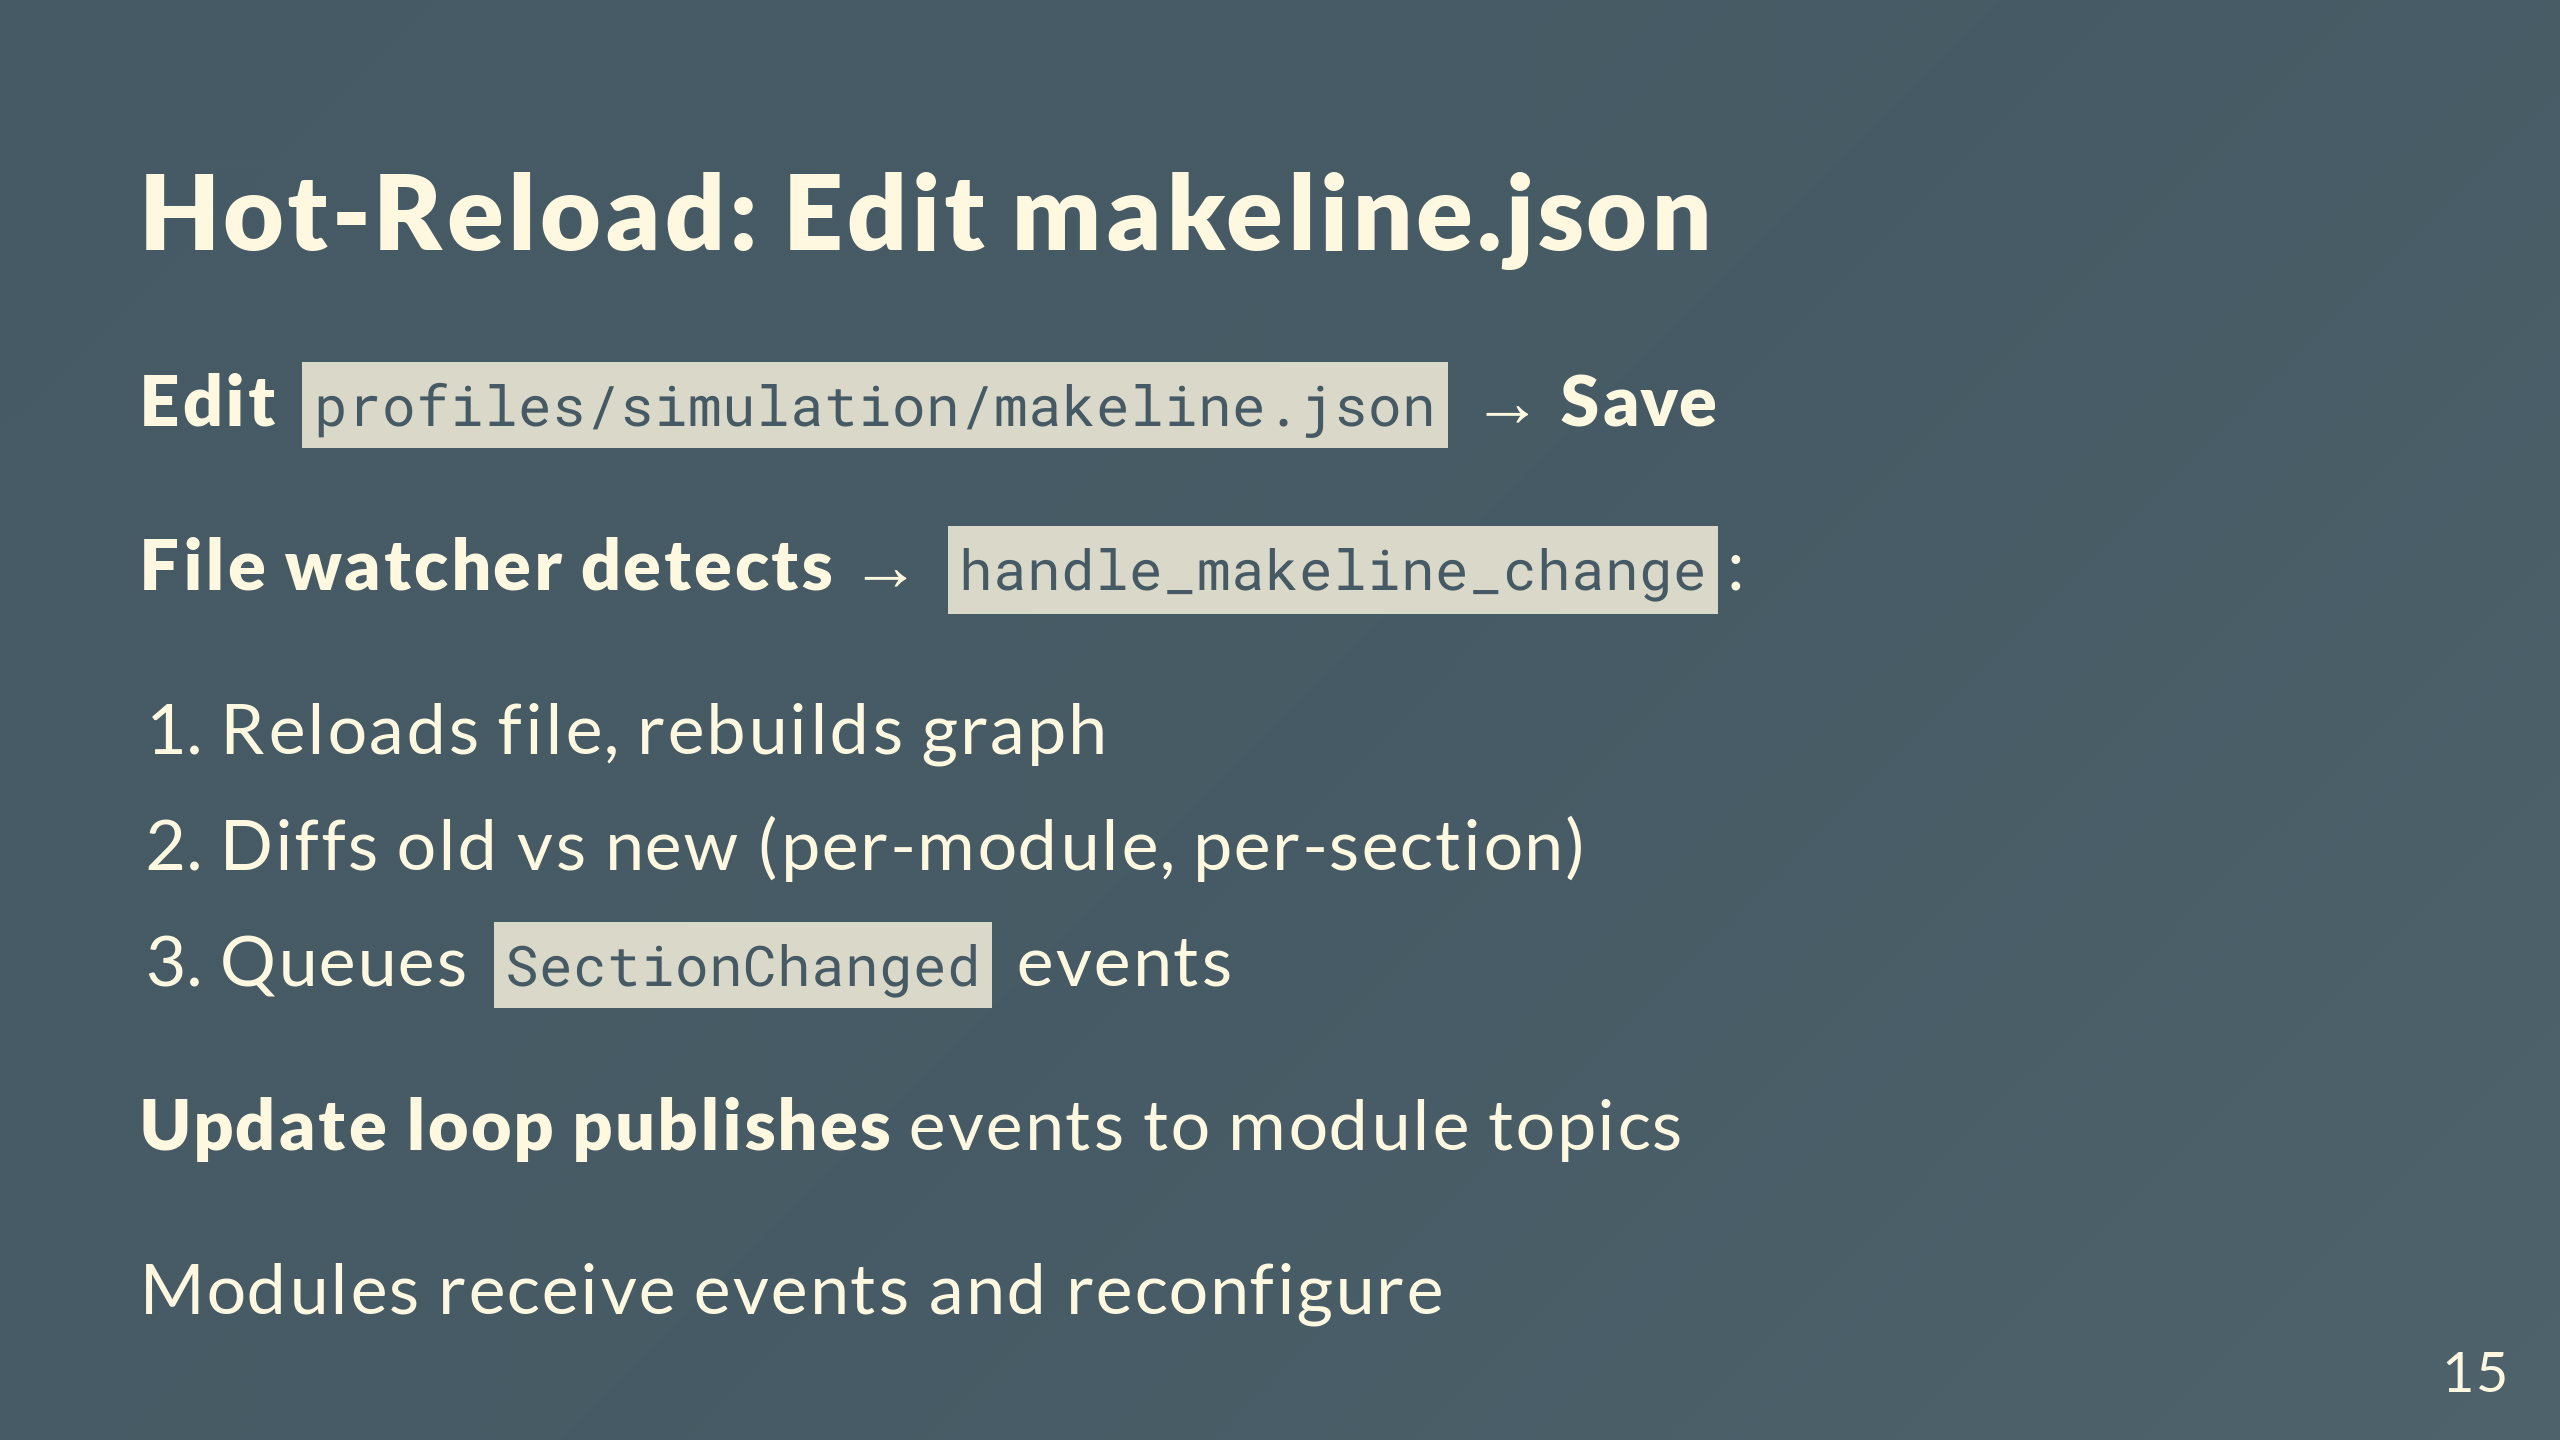 Hot-Reload: Edit makeline.json
Edit profiles/simulation/makeline.json → Save
File watcher detects → handle_makeline_change:
1. Reloads file, rebuilds graph
2. Diffs old vs new (per-module, per-section)
3. Queues SectionChanged events
Update loop publishes events to module topics
Modules receive events and reconfigure
15